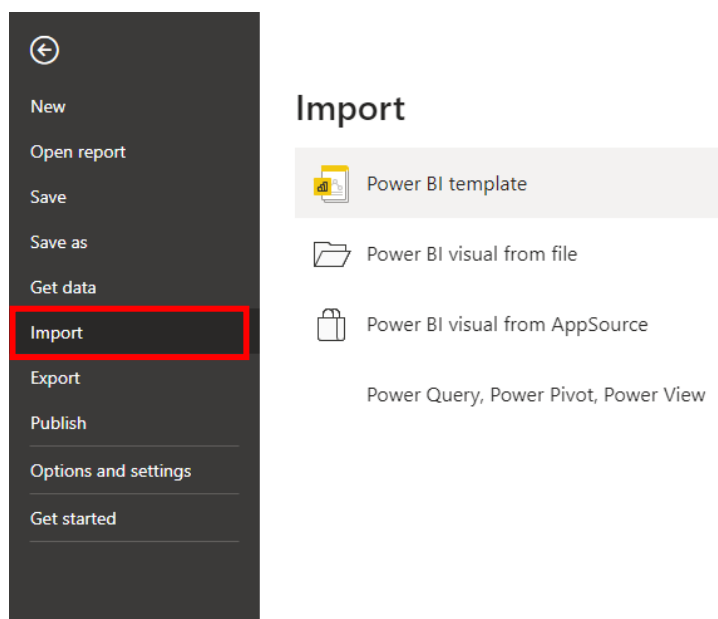 New
Open report
Save
Save as
Get data
Import
Export
Publish
Options and settings
Get started
Import
Power BI template
Power BI visual from file
Power BI visual from AppSource
Power Query, Power Pivot, Power View